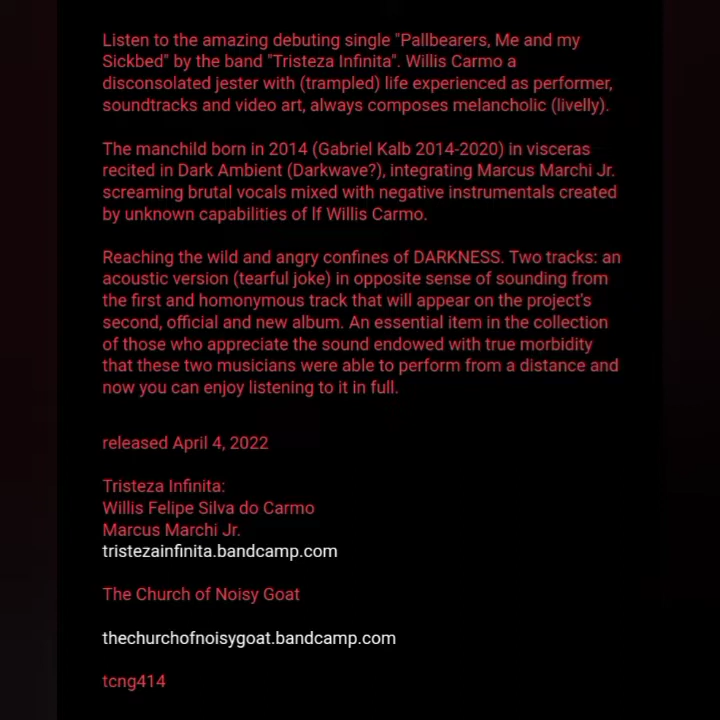 Listen to the amazing debuting single "Pallbearers, Me and my
Sickbed" by the band "Tristeza Infinita". Willis Carmo a
disconsolated jester with (trampled) life experienced as performer,
soundtracks and video art, always composes melancholic (livelly).
The manchild born in 2014 (Gabriel Kalb 2014-2020) in visceras
recited in Dark Ambient (Darkwave?), integrating Marcus Marchi Jr.
screaming brutal vocals mixed with negative instrumentals created
by unknown capabilities of lf Willis Carmo.
Reaching the wild and angry confines of DARKNESS. Two tracks: an
acoustic version (tearful joke) in opposite sense of sounding from
the first and homonymous track that will appear on the project's
second, official and new album. An essential item in the collection
of those who appreciate the sound endowed with true morbidity
that these two musicians were able to perform from a distance and
now you can enjoy listening to it in full.
released April 4, 2022
Tristeza Infinita:
Willis Felipe Silva do Carmo
Marcus Marchi Jr.
tristezainfinita.bandcamp.com
The Church of Noisy Goat
thechurchofnoisygoat.bandcamp.com
tcng414